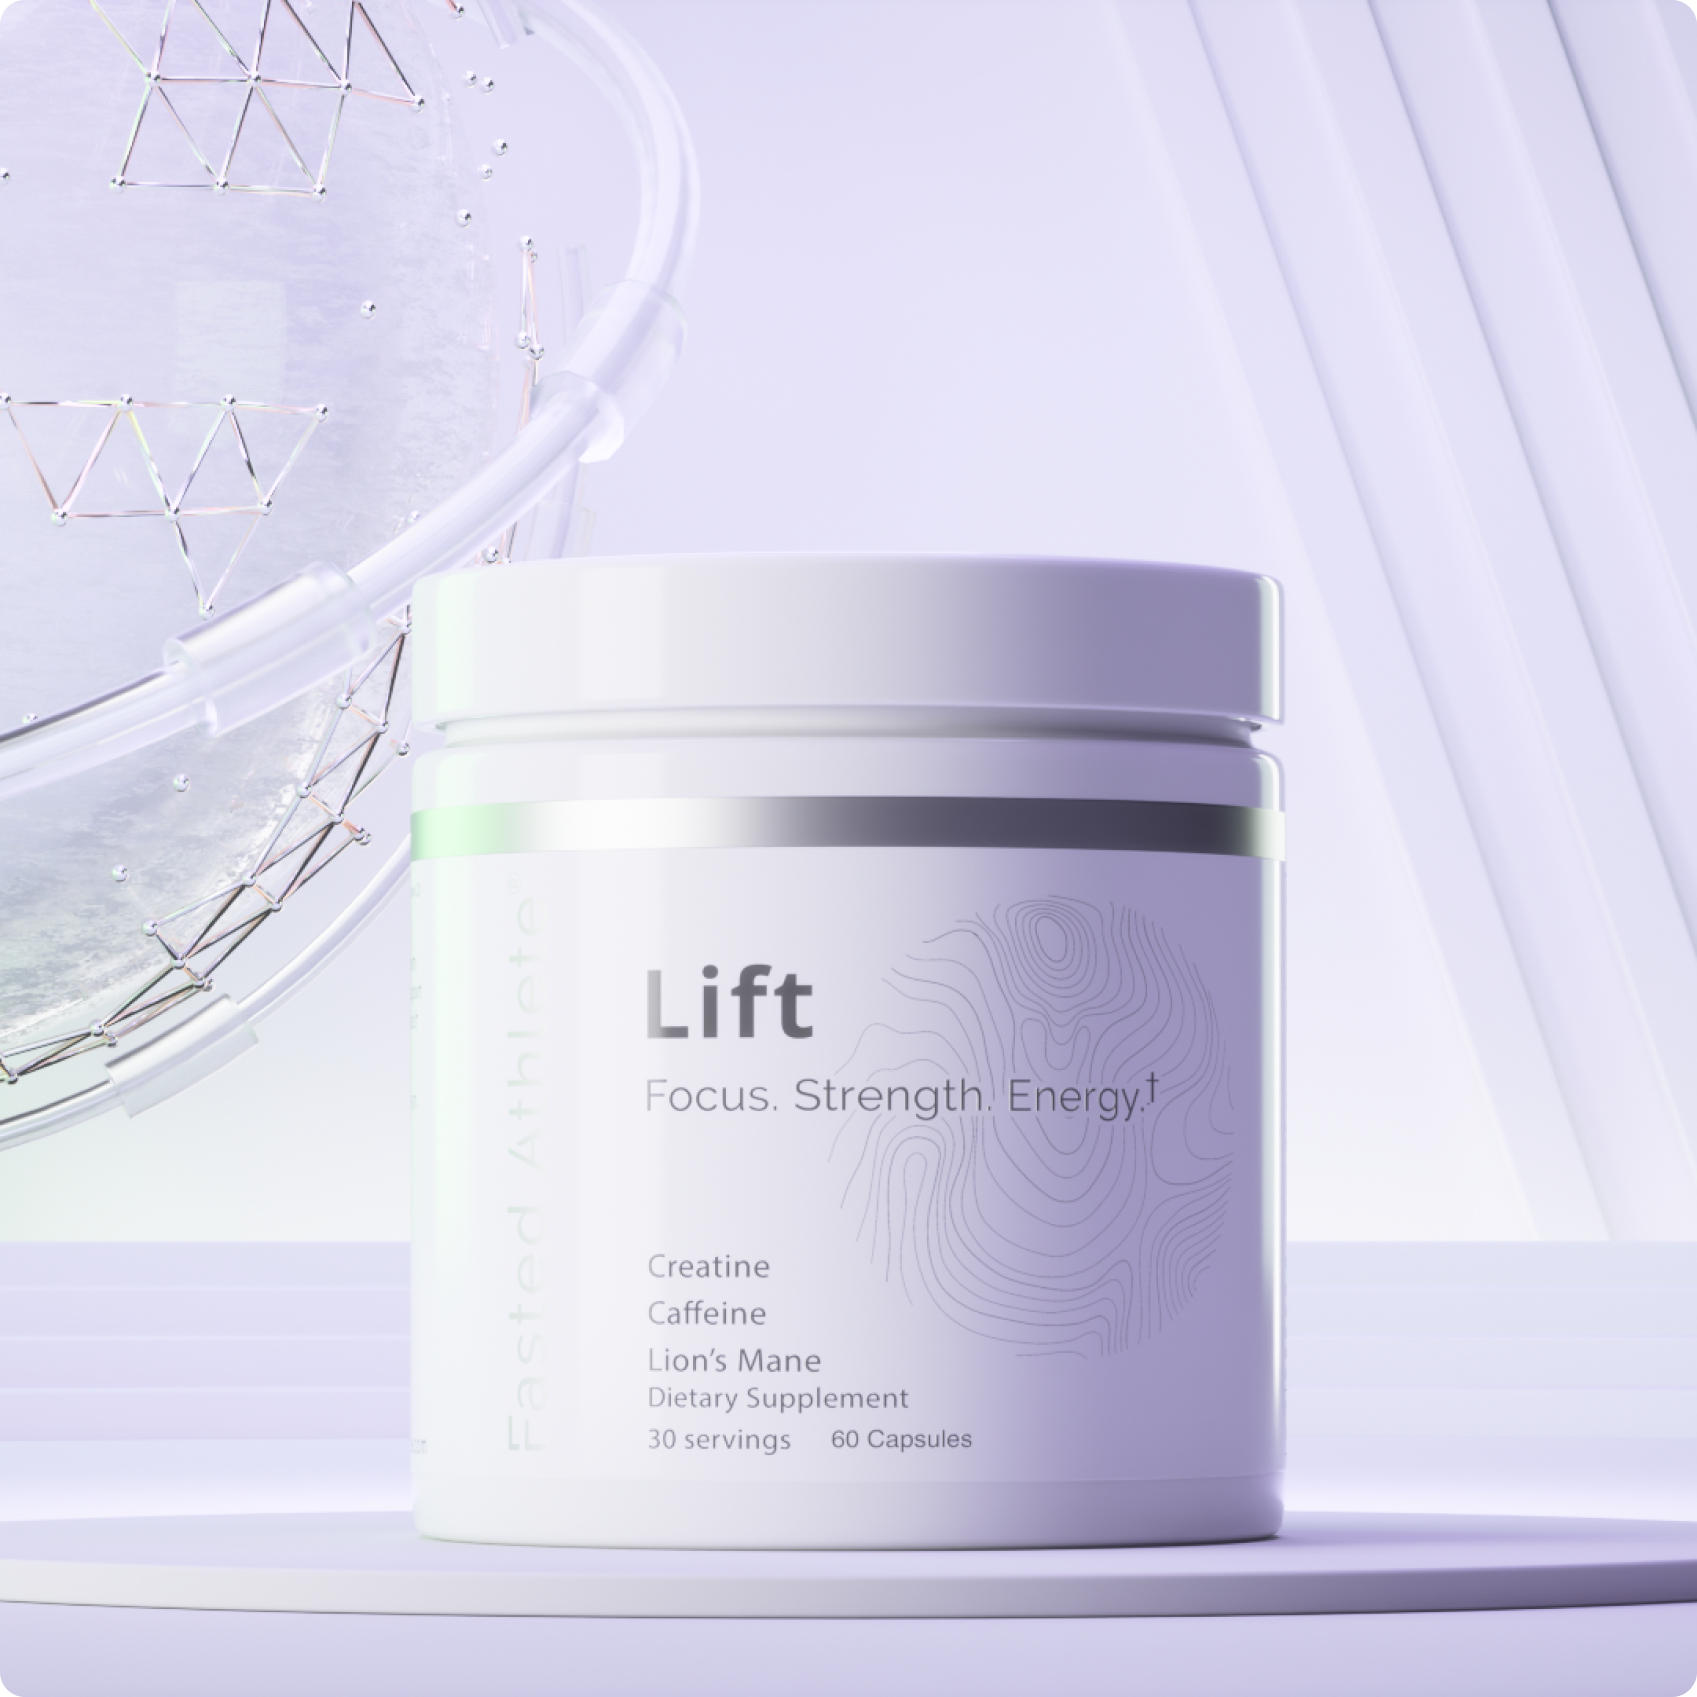 Fasted Athlete®
Lift
Focus. Strength. Energy.†
Creatine
Caffeine
Lion’s Mane
Dietary Supplement
30 servings 60 Capsules